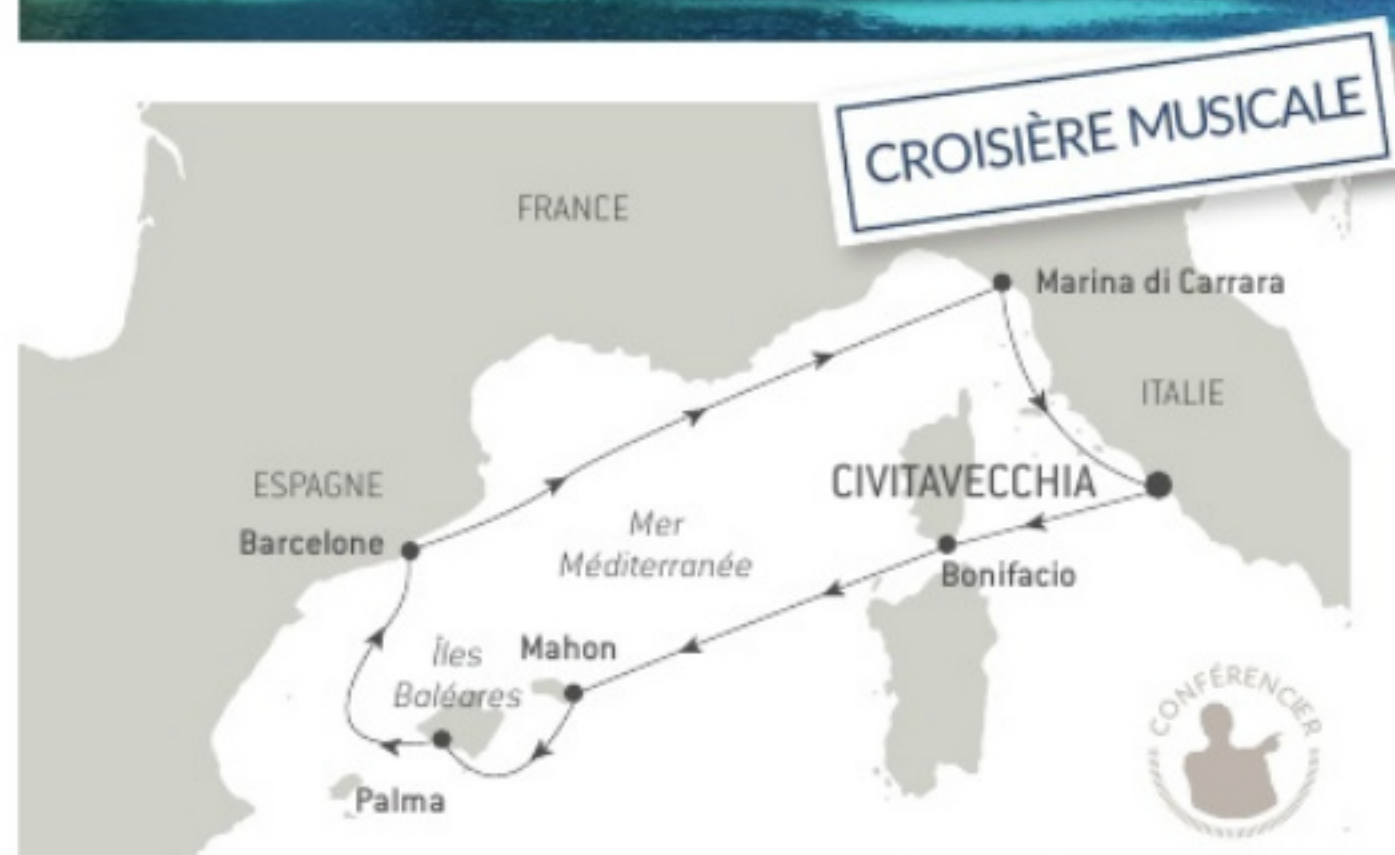 CROISIÈRE MUSICALE
FRANCE
Marina di Carrara
ITALIE
ESPAGNE
CIVITAVECCHIA
Barcelone
Mer
Méditerranée
Bonifacio
Îles
Baléares
Mahon
Palma
CONFÉRENCIER